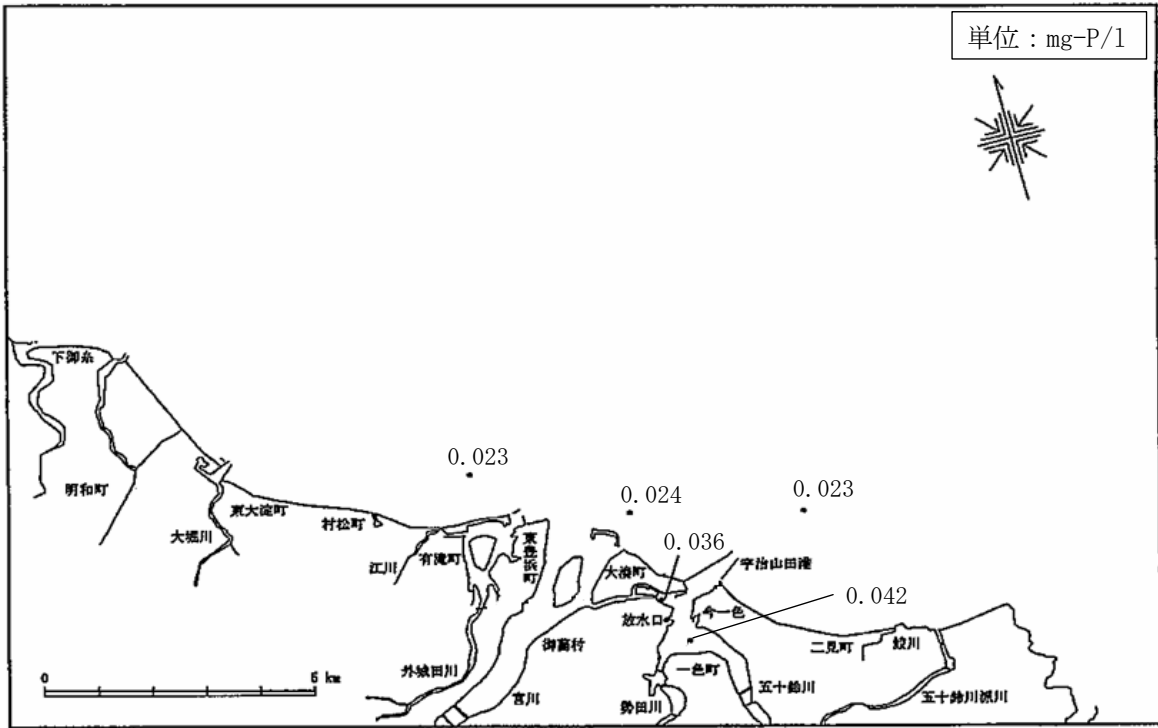 単位：mg-P/l
下御糸
0.023
0.024
0.023
明和町
東大淀町
村松町
大堀川
江川
有滝町
東豊浜町
大湊町
0.036
宇治山田港
今一色
0.042
放水口
御薗村
二見町
鮫川
外城田川
宮川
一色町
勢田川
五十鈴川
五十鈴川派川
0
5 km